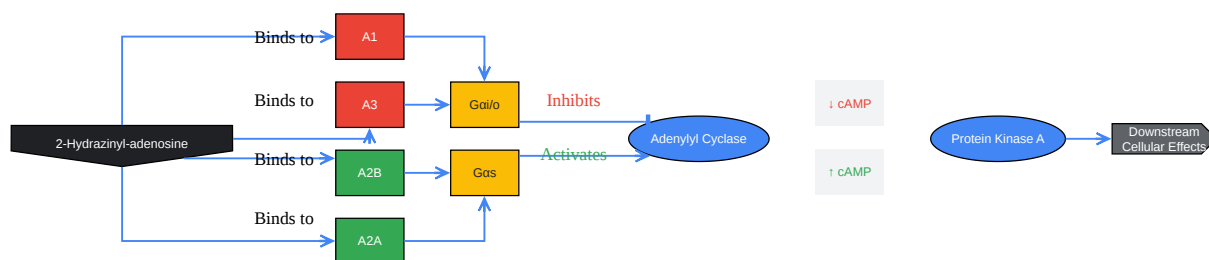 Binds to
A1
Binds to
A3
Gαi/o
Inhibits
↓ cAMP
2-Hydrazinyl-adenosine
Adenylyl Cyclase
Protein Kinase A
Downstream
Cellular Effects
Binds to
A2B
Gαs
Activates
↑ cAMP
Binds to
A2A